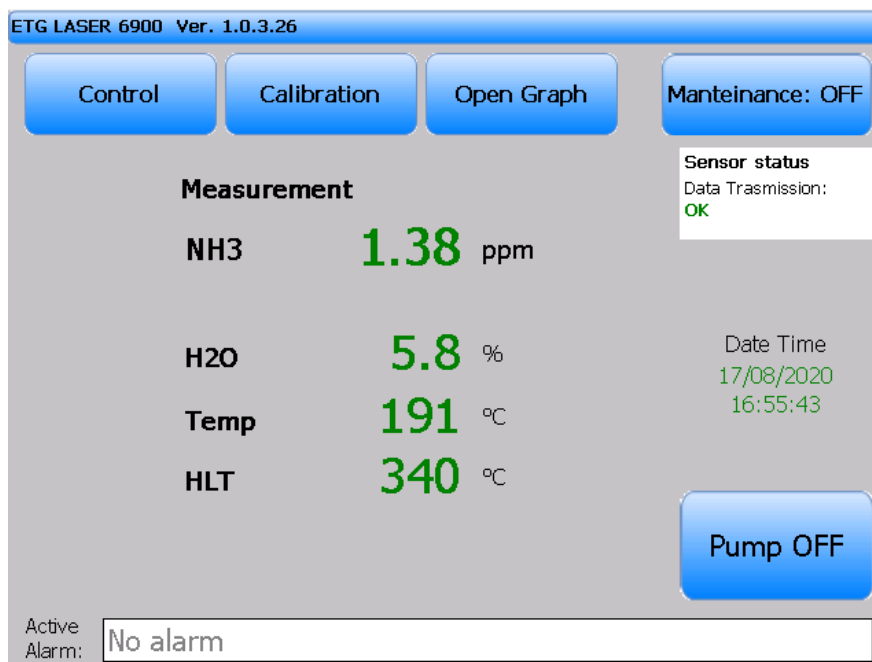 ETG LASER 6900 Ver. 1.0.3.26
Control
Calibration
Open Graph
Manteinance: OFF
Sensor status
Data Trasmission:
OK
Measurement
NH3 1.38 ppm
H2O 5.8 %
Temp 191 °C
HLT 340 °C
Date Time
17/08/2020
16:55:43
Pump OFF
Active
Alarm:
No alarm